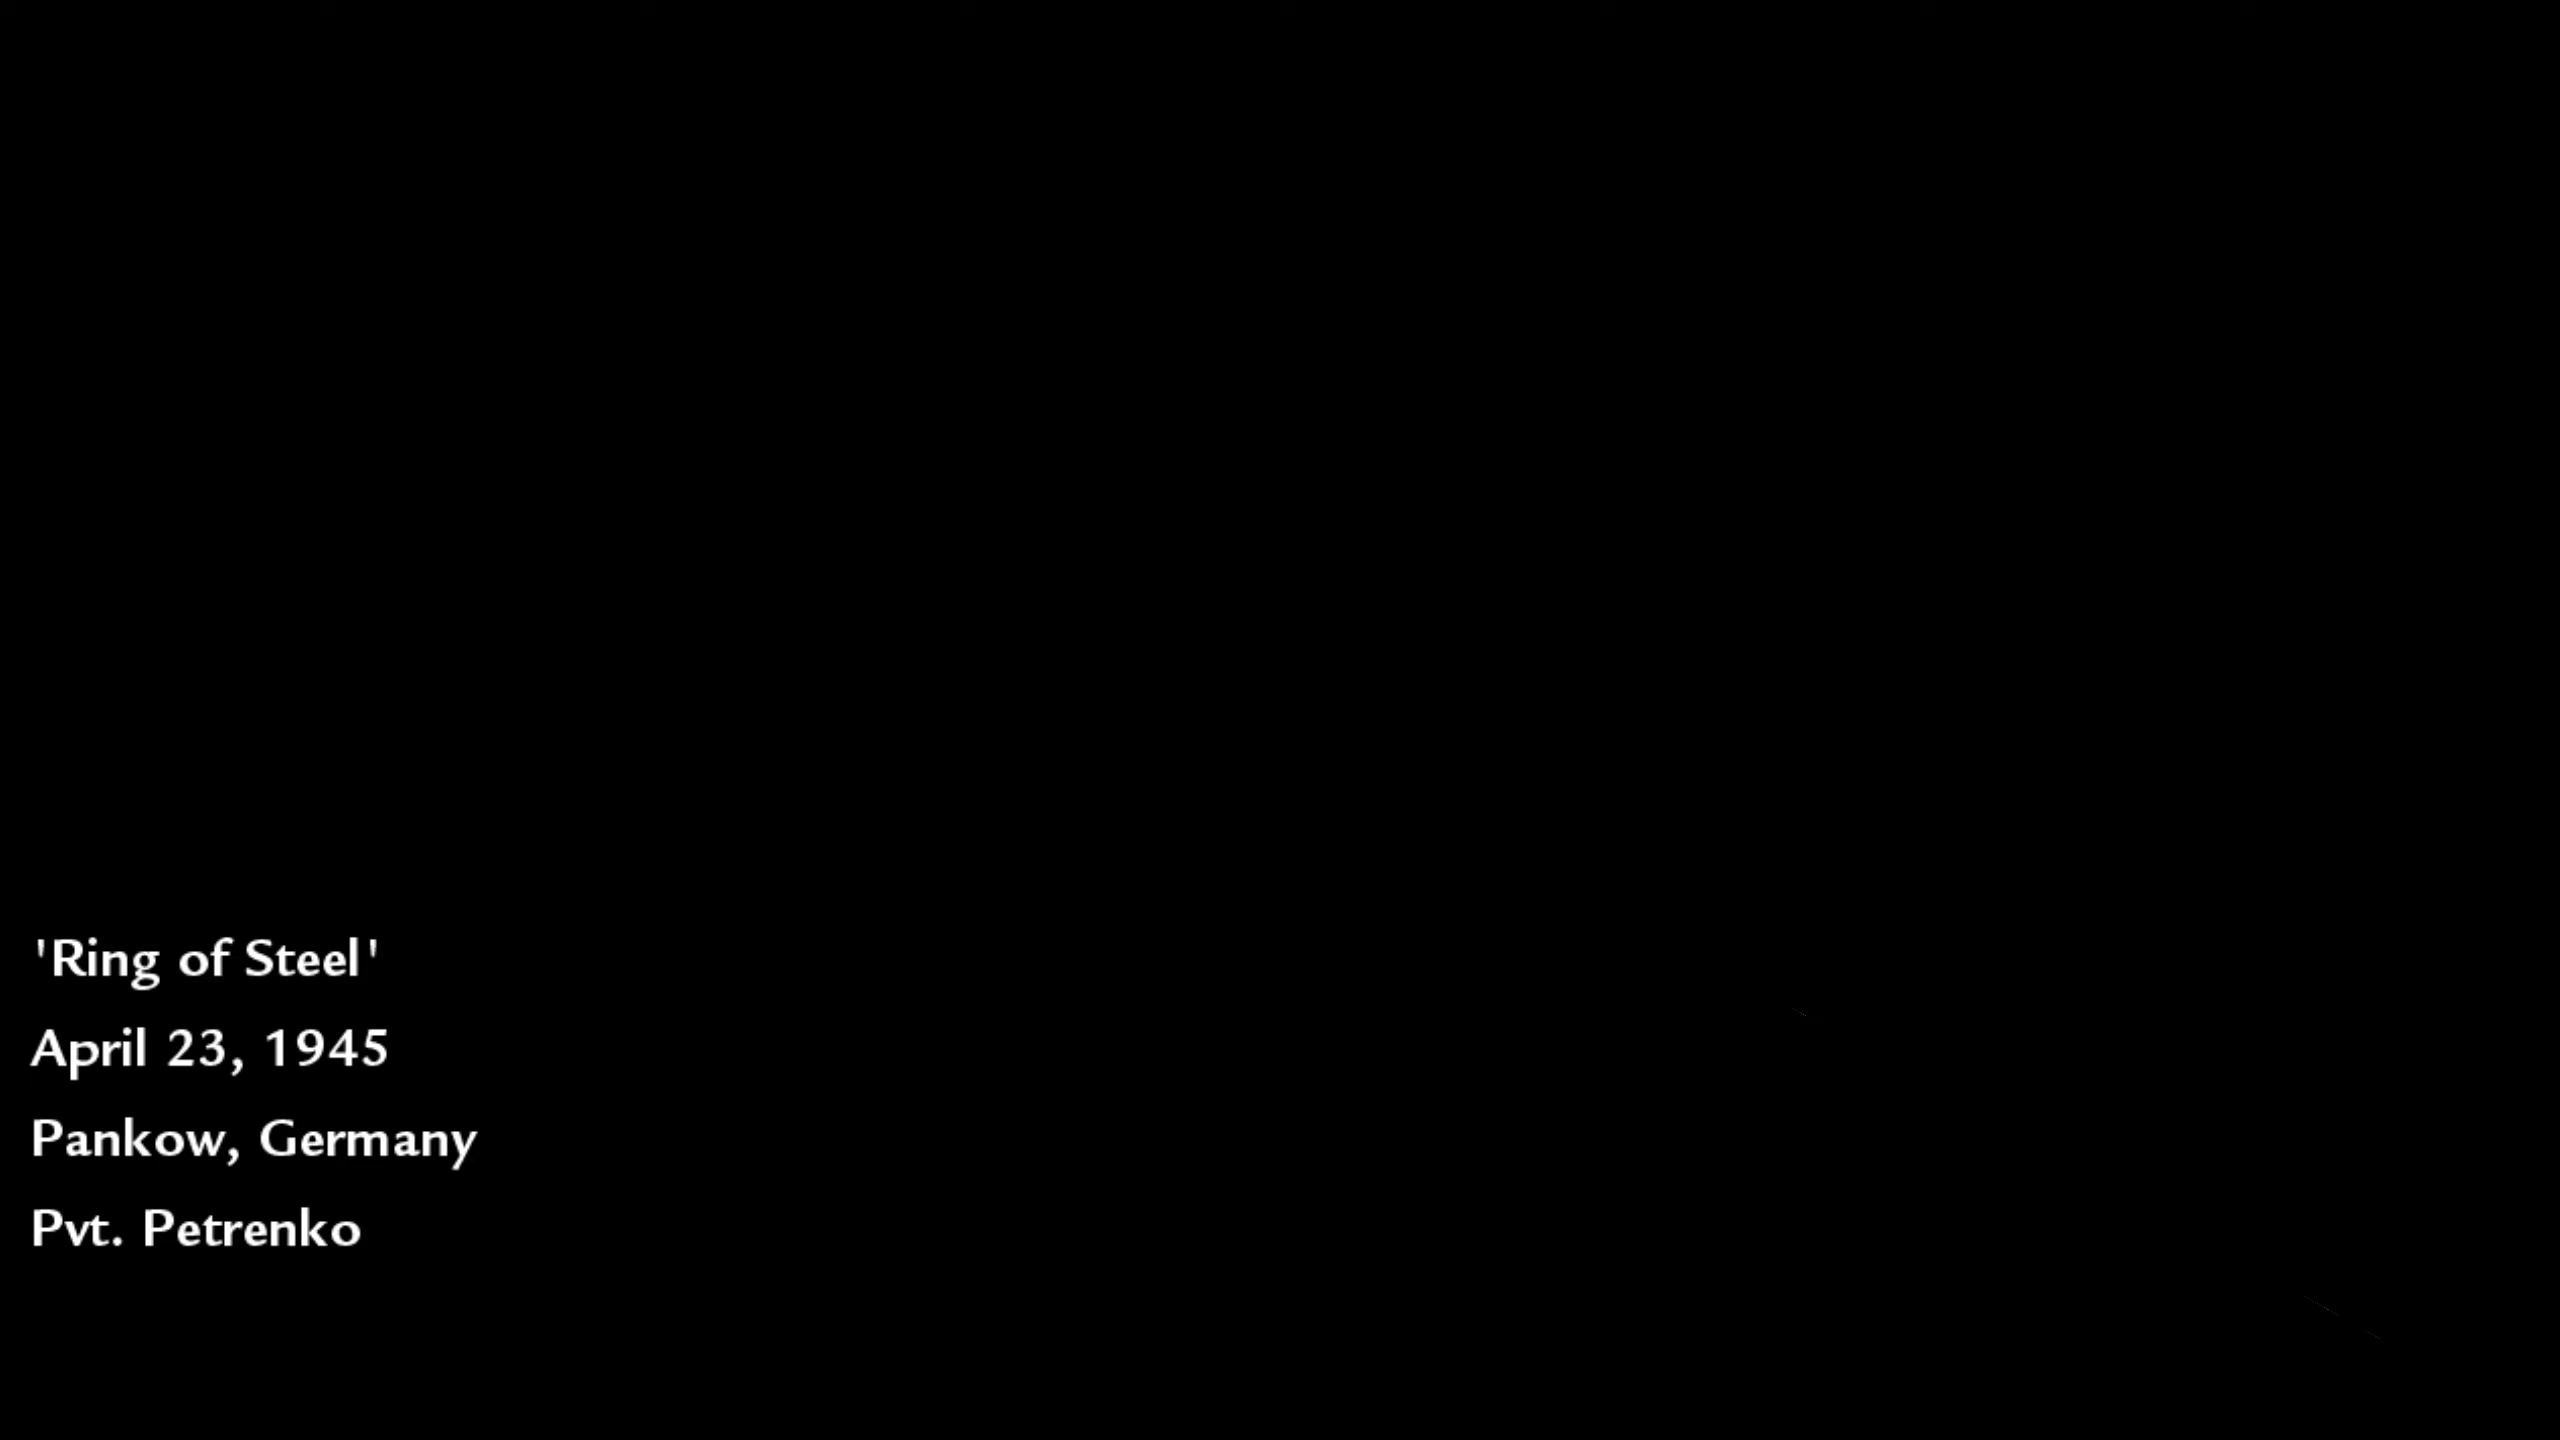 'Ring of Steel'
April 23, 1945
Pankow, Germany
Pvt. Petrenko